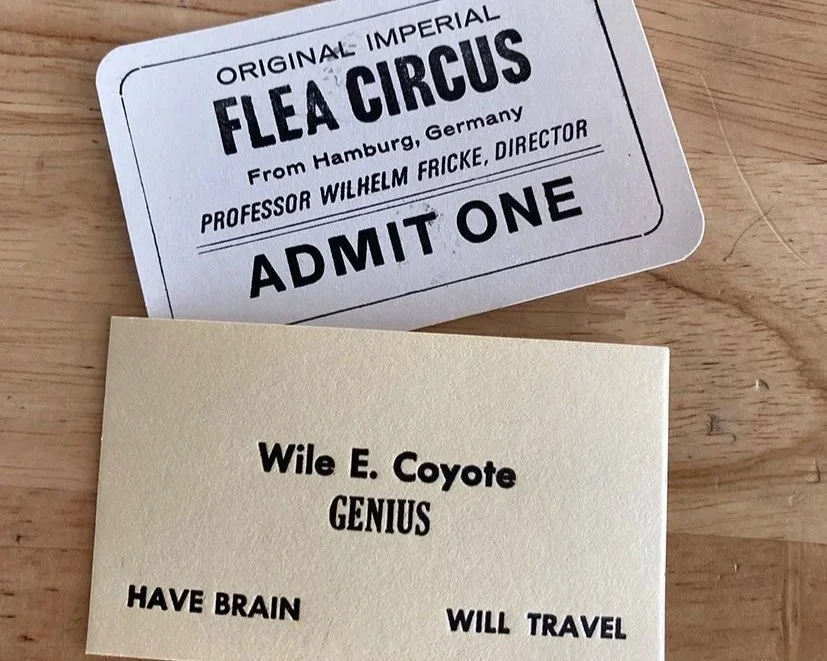 ORIGINAL IMPERIAL
FLEA CIRCUS
From Hamburg, Germany
PROFESSOR WILHELM FRICKE, DIRECTOR
ADMIT ONE
Wile E. Coyote
GENIUS
HAVE BRAIN WILL TRAVEL